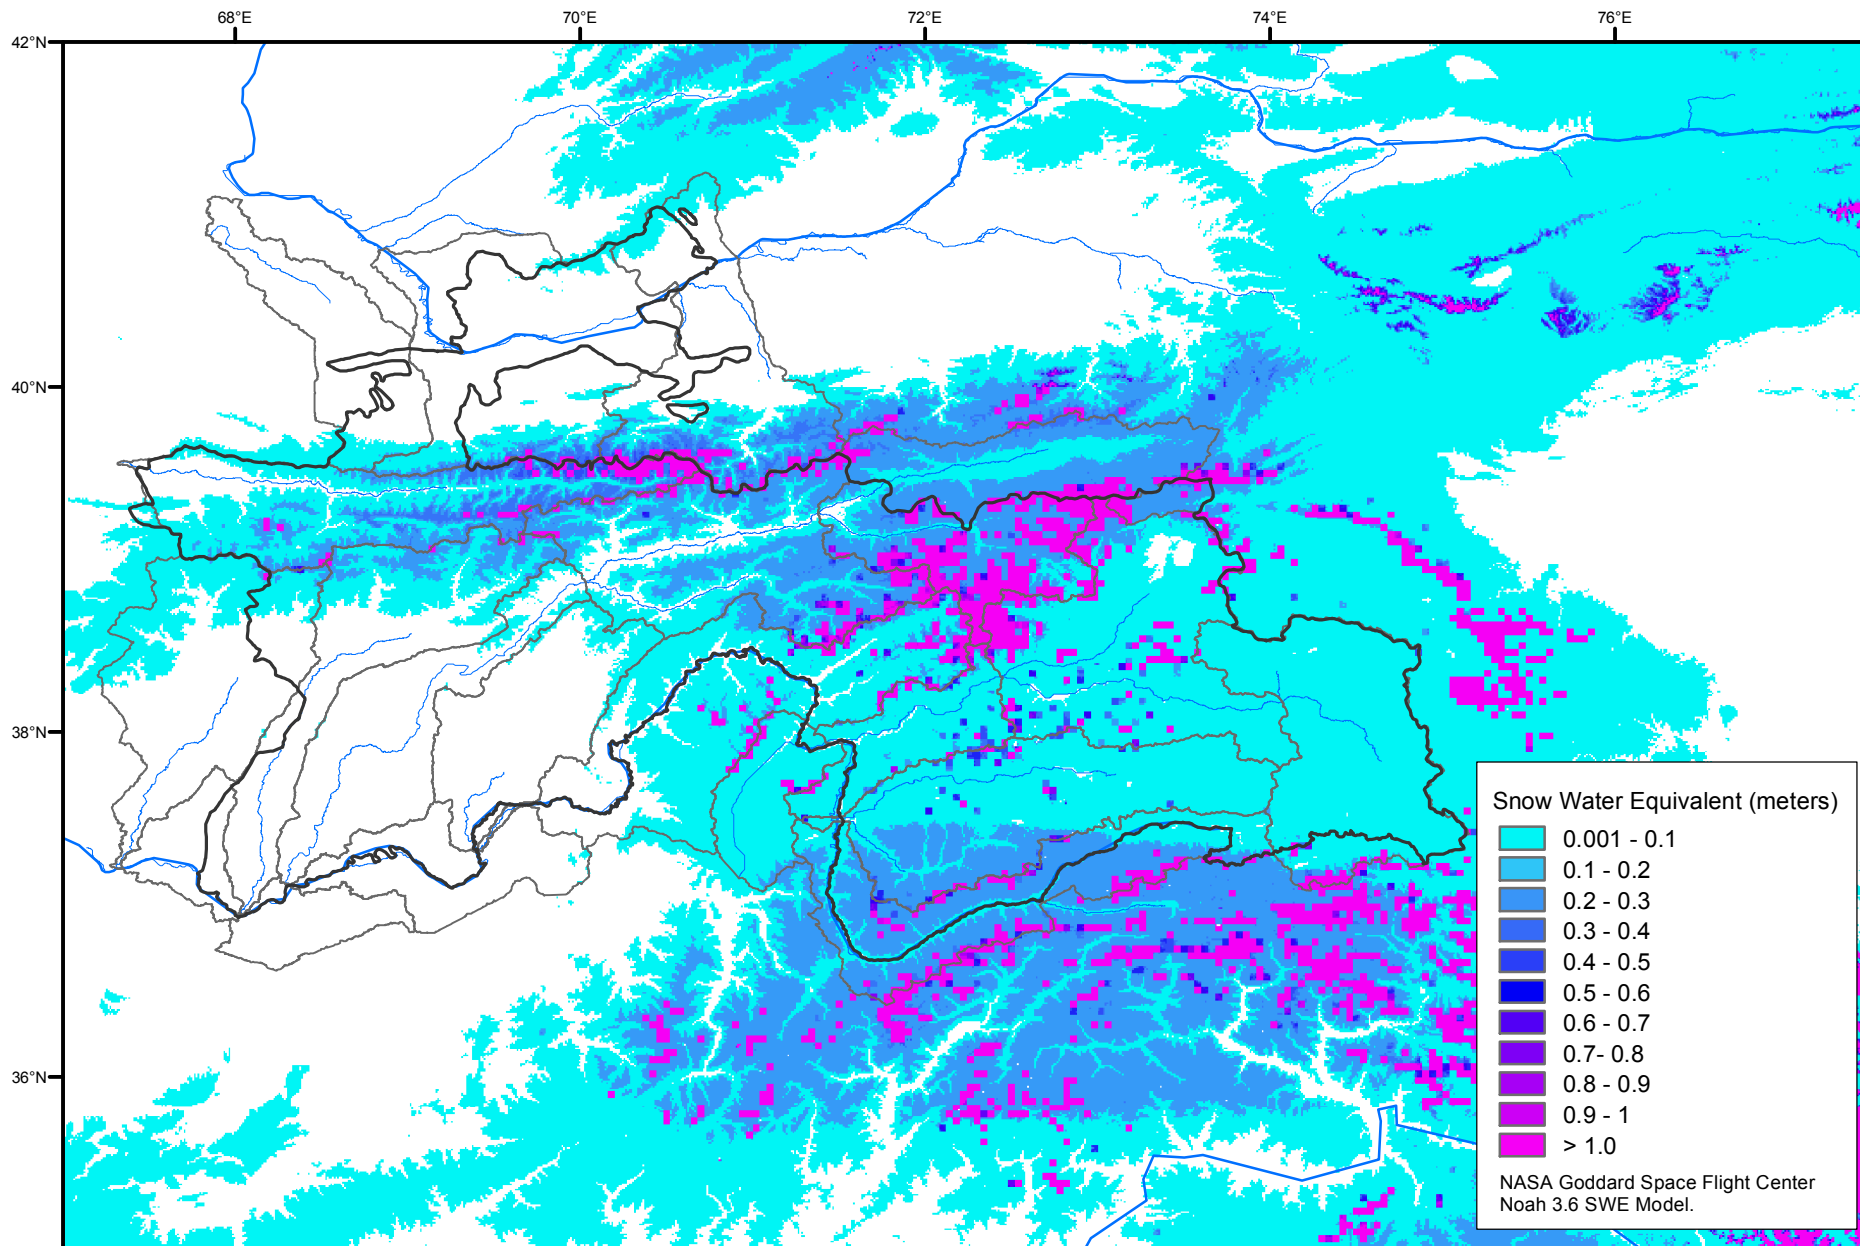 68°E
70°E
72°E
74°E
76°E
42°N
40°N
38°N
36°N
Snow Water Equivalent (meters)
0.001 - 0.1
0.1 - 0.2
0.2 - 0.3
0.3 - 0.4
0.4 - 0.5
0.5 - 0.6
0.6 - 0.7
0.7- 0.8
0.8 - 0.9
0.9 - 1
> 1.0
NASA Goddard Space Flight Center
Noah 3.6 SWE Model.